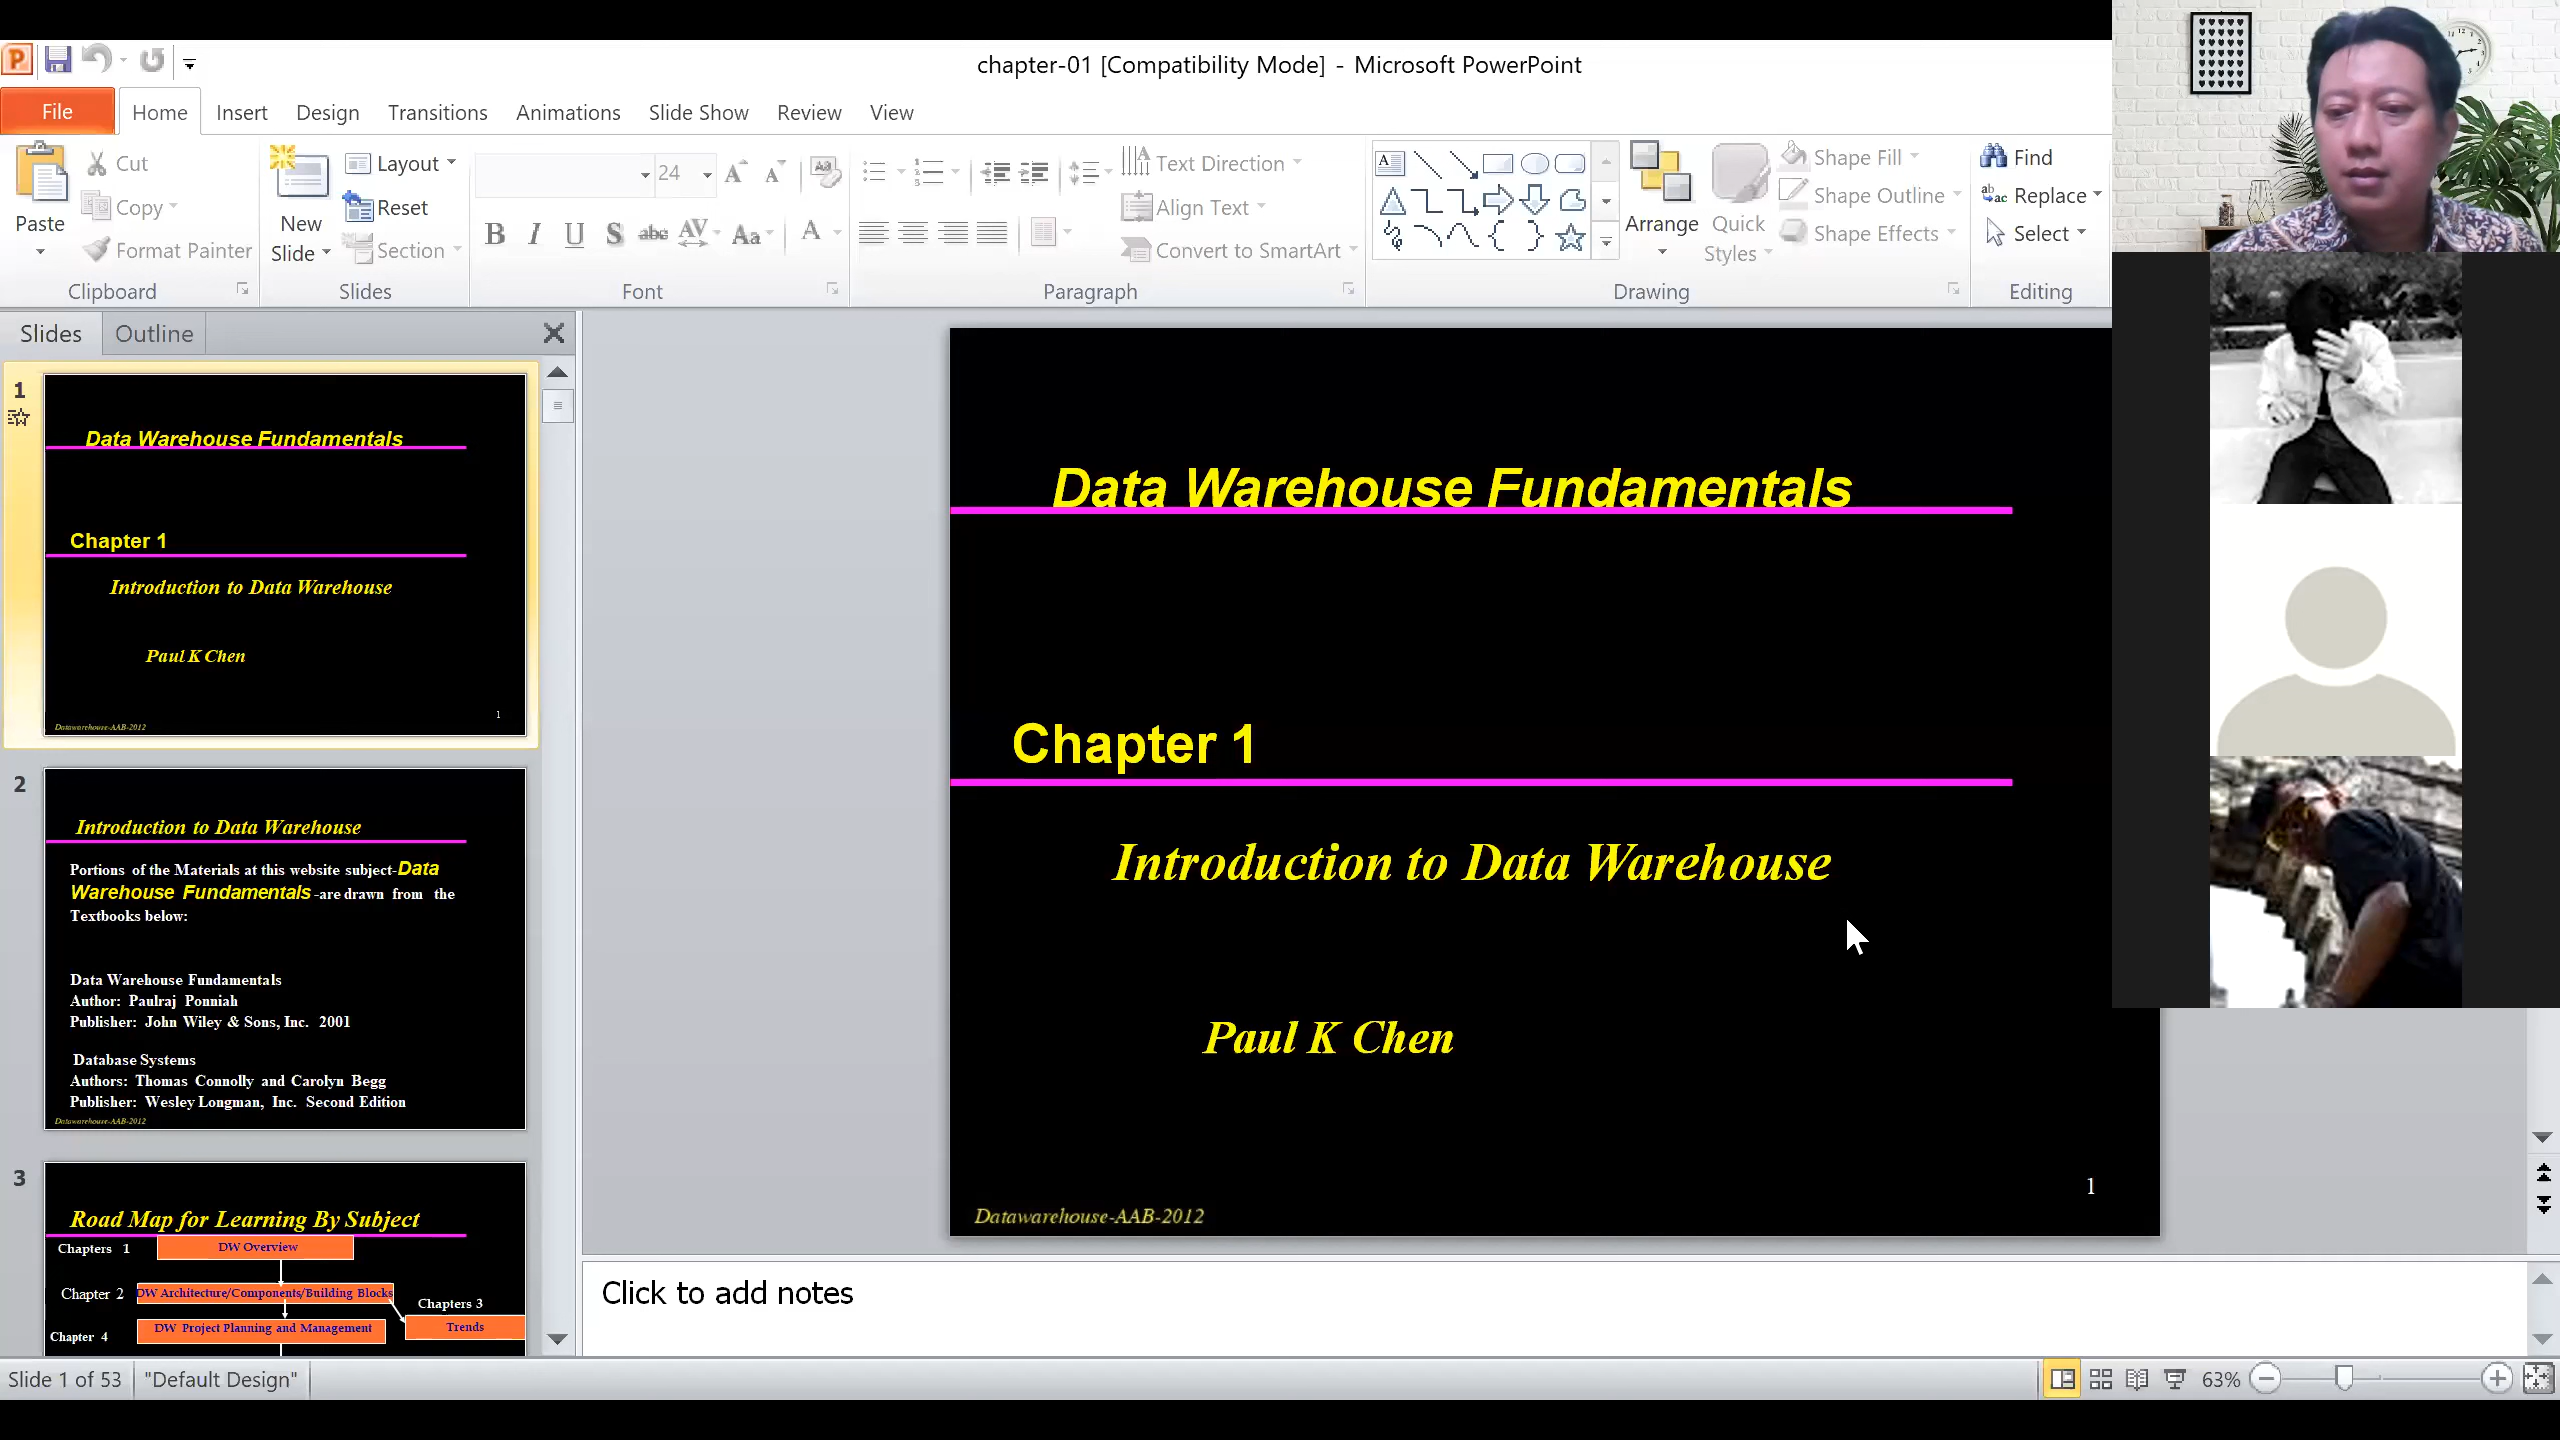 chapter-01 [Compatibility Mode] - Microsoft PowerPoint
File Home Insert Design Transitions Animations Slide Show Review View
Paste
Cut
Copy
Format Painter
Clipboard
New
Slide
Layout
Reset
Section
Slides
24
B I U S abc AV Aa A
Font
Text Direction
Align Text
Convert to SmartArt
Paragraph
Arrange
Quick
Styles
Shape Fill
Shape Outline
Shape Effects
Drawing
Find
Replace
Select
Editing
Slides Outline
1
Data Warehouse Fundamentals
Chapter 1
Introduction to Data Warehouse
Paul K Chen
1
Datawarehouse-AAB-2012
2
Introduction to Data Warehouse
Portions of the Materials at this website subject-Data
Warehouse Fundamentals -are drawn from the
Textbooks below:
Data Warehouse Fundamentals
Author: Paulraj Ponniah
Publisher: John Wiley & Sons, Inc. 2001
Database Systems
Authors: Thomas Connolly and Carolyn Begg
Publisher: Wesley Longman, Inc. Second Edition
Datawarehouse-AAB-2012
3
Road Map for Learning By Subject
Chapters 1 DW Overview
Chapter 2 DW Architecture/Components/Building Blocks
Chapters 3
Trends
Chapter 4 DW Project Planning and Management
Data Warehouse Fundamentals
Chapter 1
Introduction to Data Warehouse
Paul K Chen
1
Datawarehouse-AAB-2012
Click to add notes
Slide 1 of 53 "Default Design" 63%